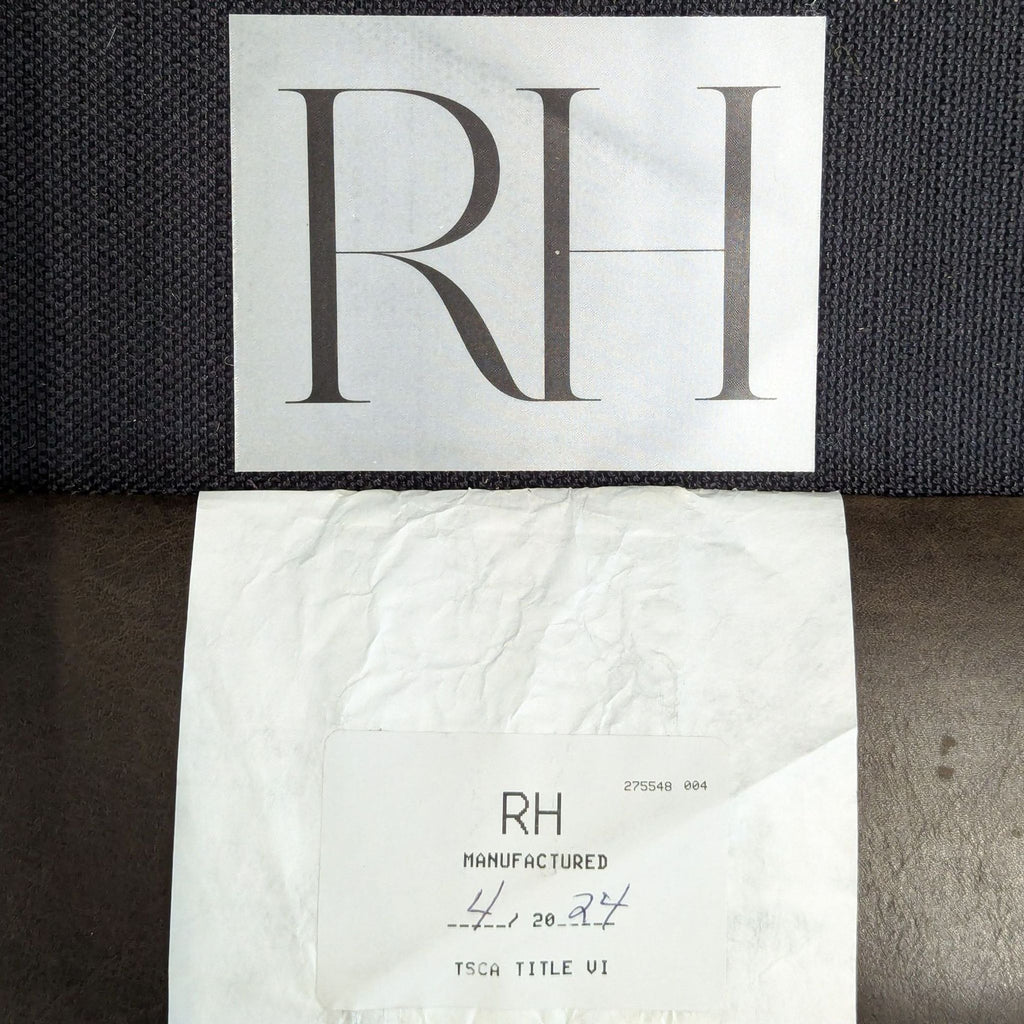 RH
275548 004
RH
MANUFACTURED
4 / 20 24
TSCA TITLE VI